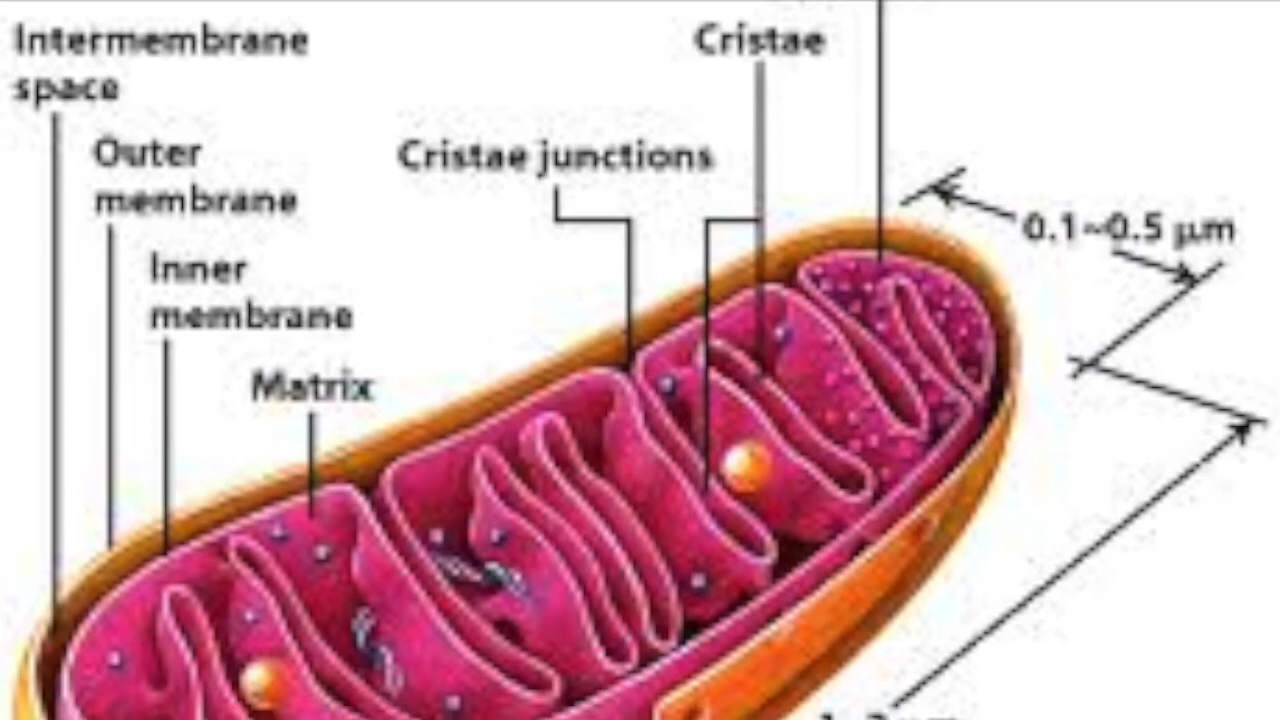 Intermembrane
space
Cristae
Outer
membrane
Cristae junctions
0.1~0.5 μm
Inner
membrane
Matrix